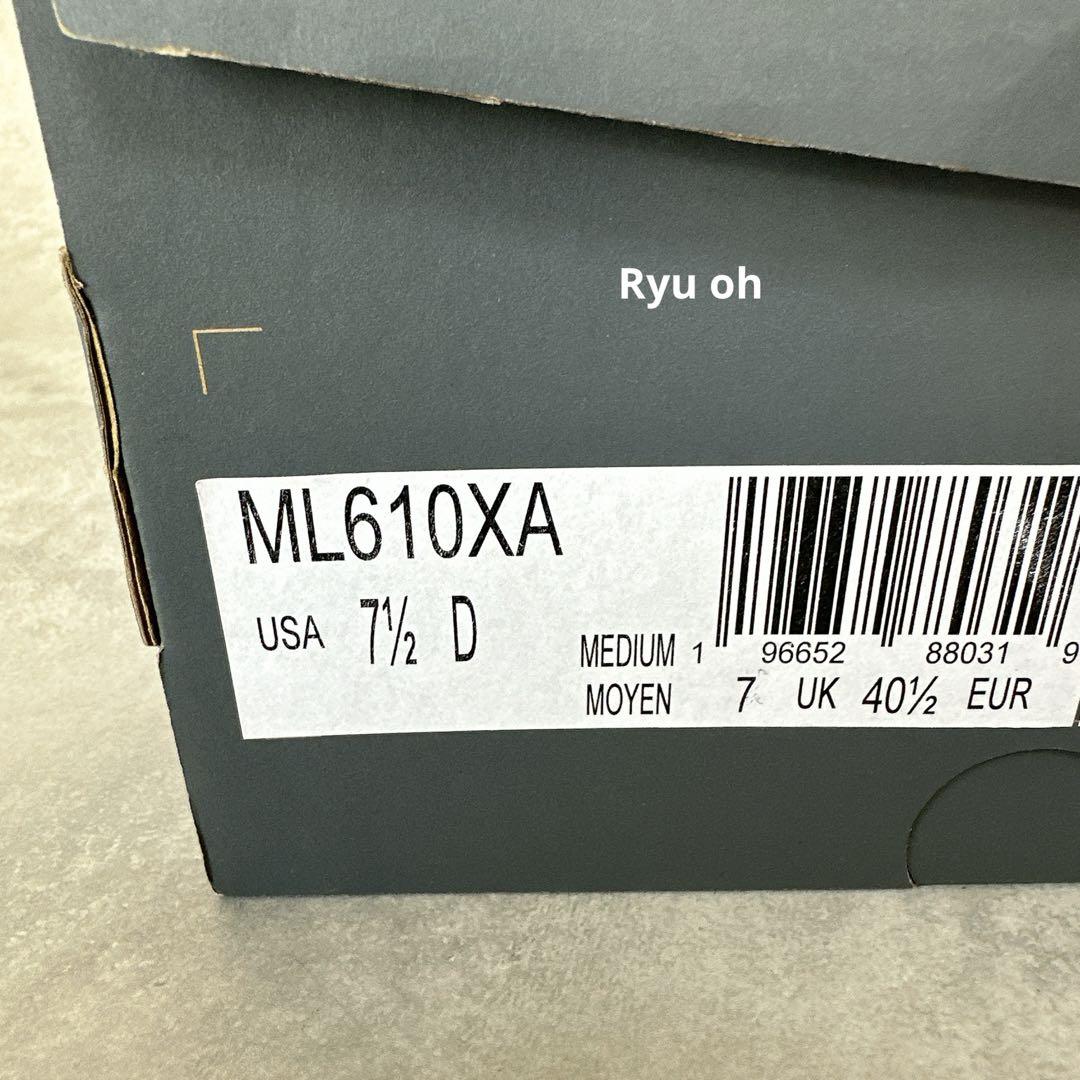 Ryu oh
ML610XA
USA 7½ D
MEDIUM 1 96652 88031 9
MOYEN 7 UK 40½ EUR